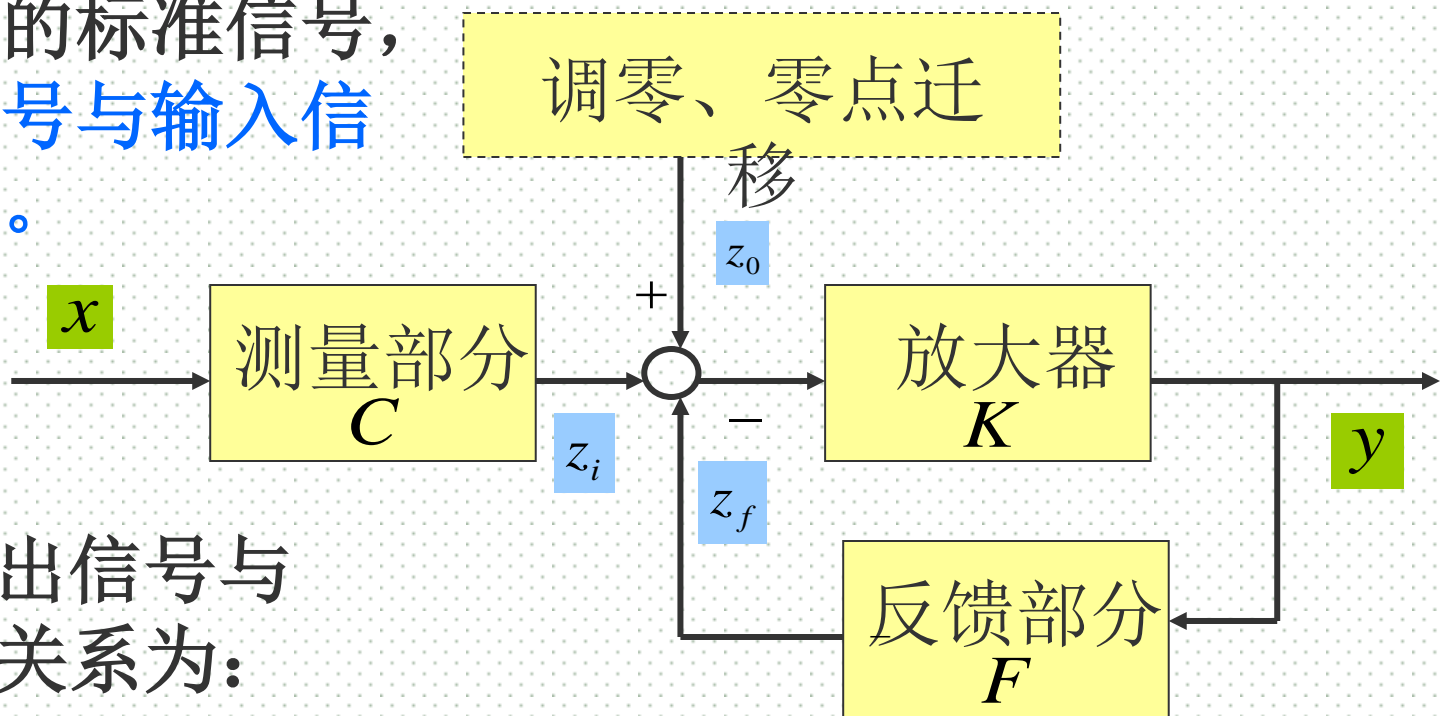 的标准信号，
号与输入信
。
调零、零点迁
移
z0
+
x
测量部分
C
zi
放大器
K
−
y
zf
反馈部分
F
出信号与
关系为：